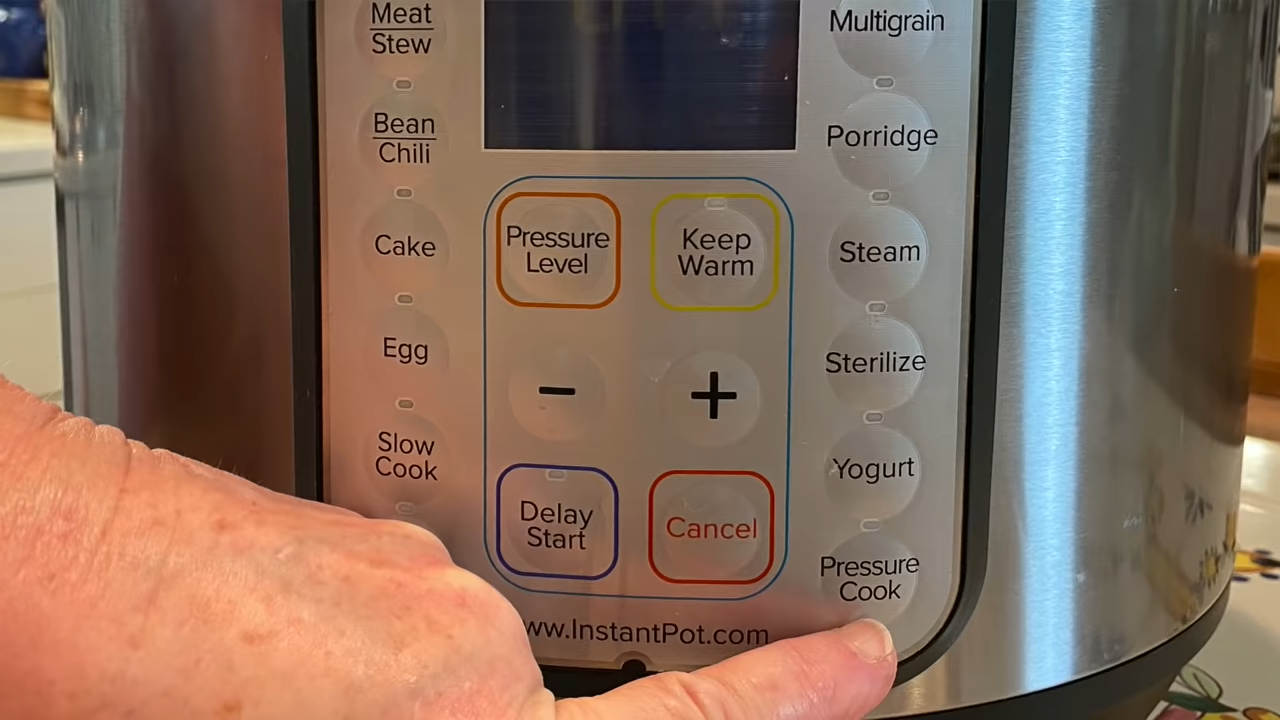 Meat
Stew
Bean
Chili
Cake
Egg
Slow
Cook
Pressure
Level
Keep
Warm
−
+
Delay
Start
Cancel
Multigrain
Porridge
Steam
Sterilize
Yogurt
Pressure
Cook
www.InstantPot.com